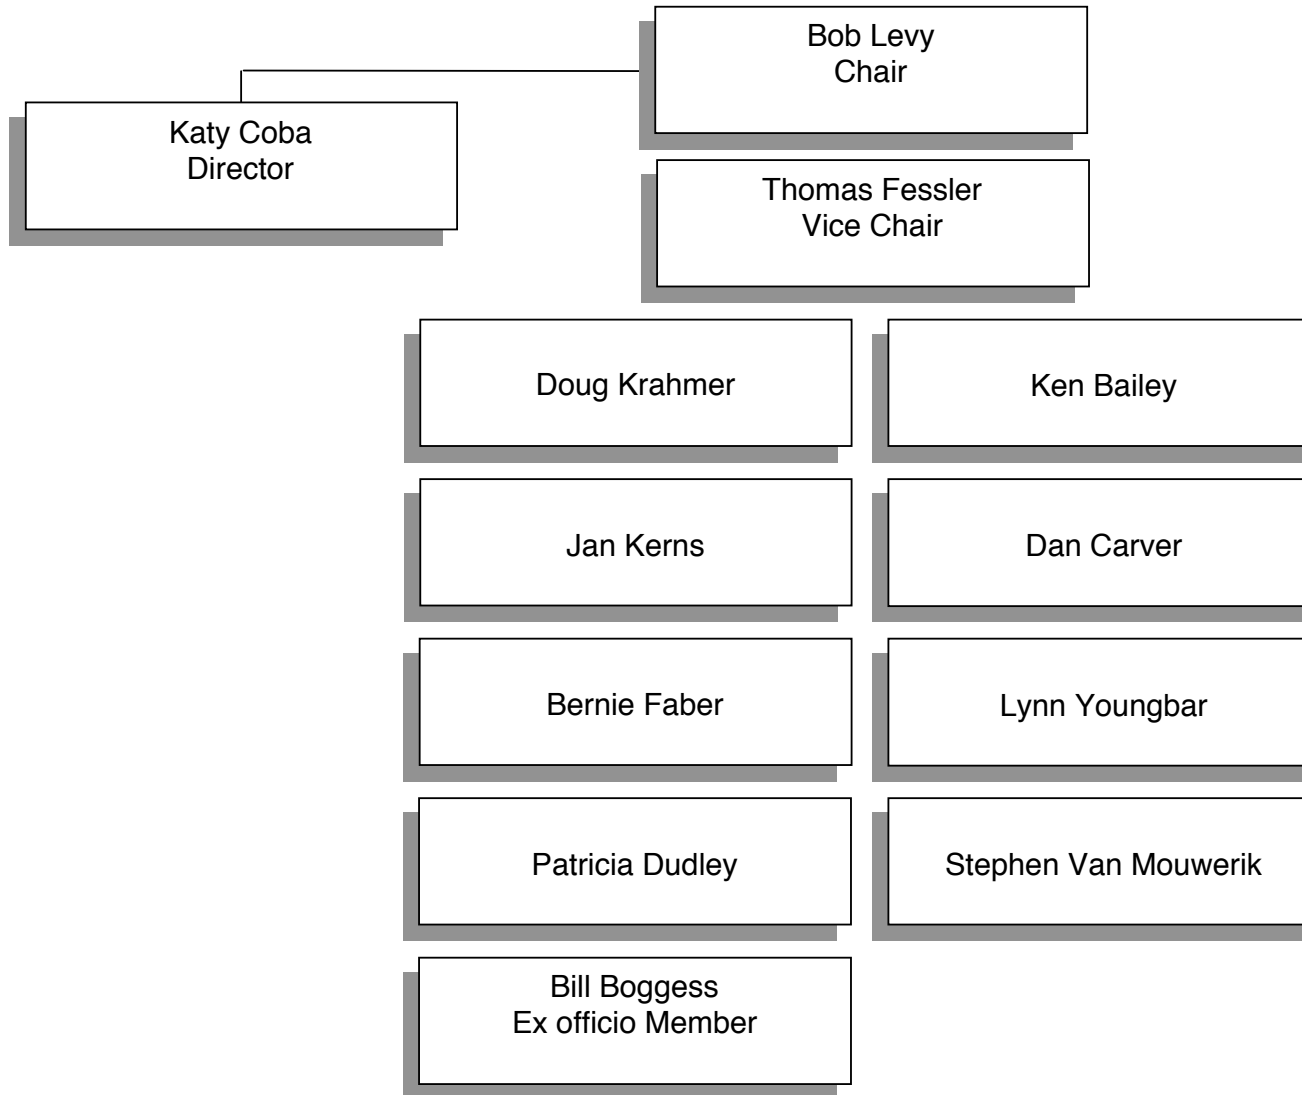 Bob Levy
Chair
Katy Coba
Director
Thomas Fessler
Vice Chair
Doug Krahmer
Ken Bailey
Jan Kerns
Dan Carver
Bernie Faber
Lynn Youngbar
Patricia Dudley
Stephen Van Mouwerik
Bill Boggess
Ex officio Member